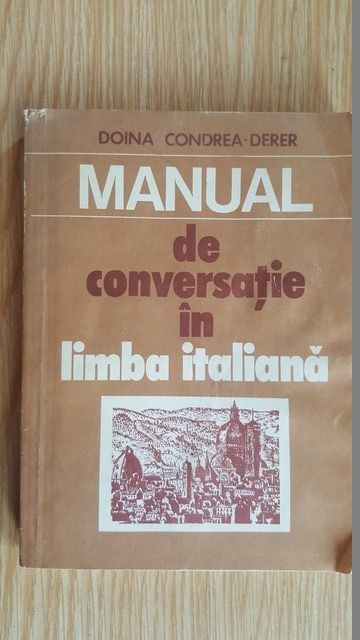 DOINA CONDREA-DERER
MANUAL
de
conversație
în
limba italiană